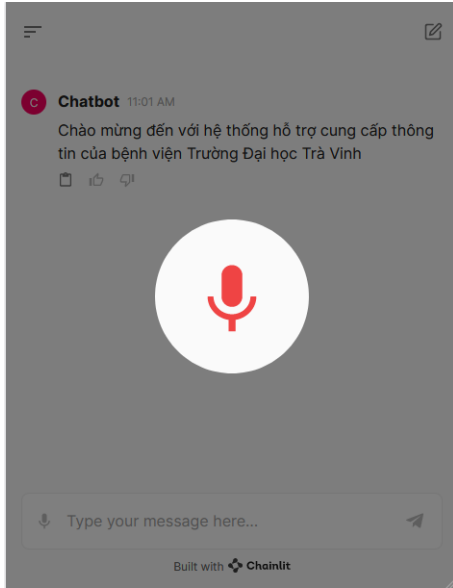 C
Chatbot 11:01 AM
Chào mừng đến với hệ thống hỗ trợ cung cấp thông
tin của bệnh viện Trường Đại học Trà Vinh
Type your message here...
Built with Chainlit